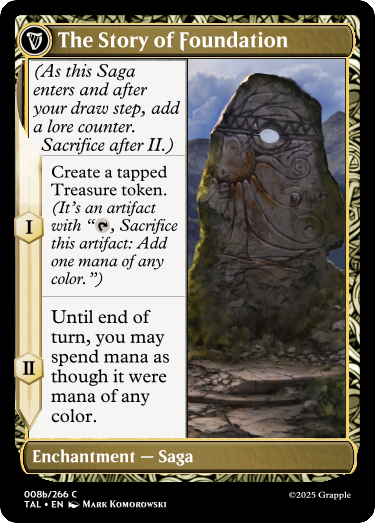 The Story of Foundation
(As this Saga
enters and after
your draw step, add
a lore counter.
Sacrifice after II.)
I
Create a tapped
Treasure token.
(It's an artifact
with “, Sacrifice
this artifact: Add
one mana of any
color.”)
II
Until end of
turn, you may
spend mana as
though it were
mana of any
color.
Enchantment — Saga
008b/266 C
TAL • EN Mark Komorowski
©2025 Grapple